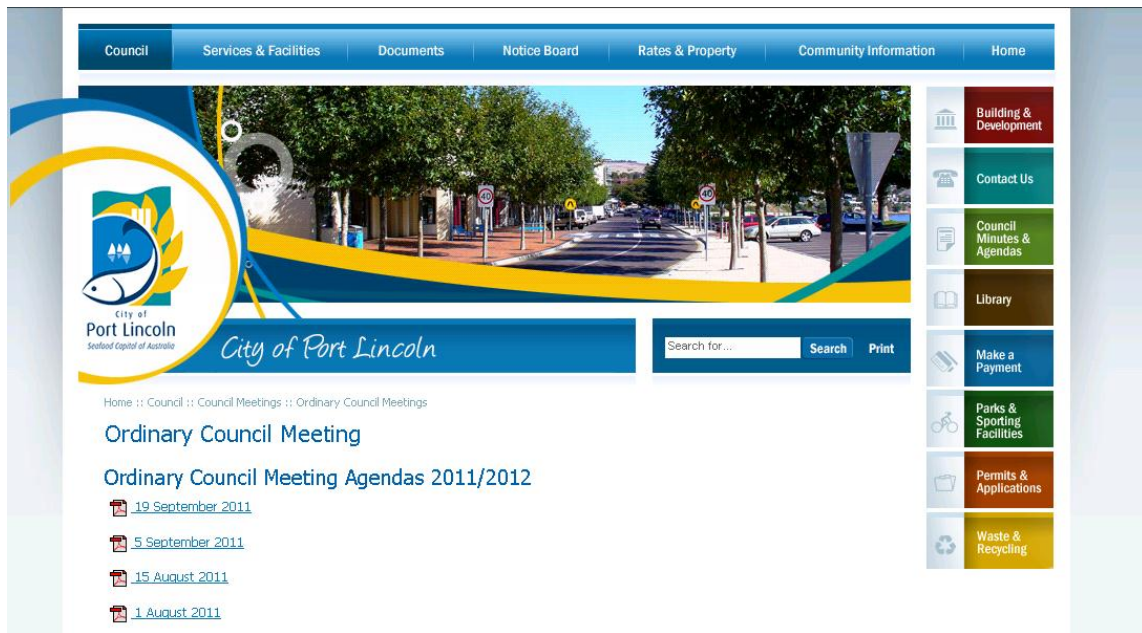 Council
Services & Facilities
Documents
Notice Board
Rates & Property
Community Information
Home
40
40
City of
Port Lincoln
Seafood Capital of Australia
City of Port Lincoln
Search for...
Search
Print
Home :: Council :: Council Meetings :: Ordinary Council Meetings
Ordinary Council Meeting
Ordinary Council Meeting Agendas 2011/2012
19 September 2011
5 September 2011
15 August 2011
1 August 2011
Building &
Development
Contact Us
Council
Minutes &
Agendas
Library
Make a
Payment
Parks &
Sporting
Facilities
Permits &
Applications
Waste &
Recycling